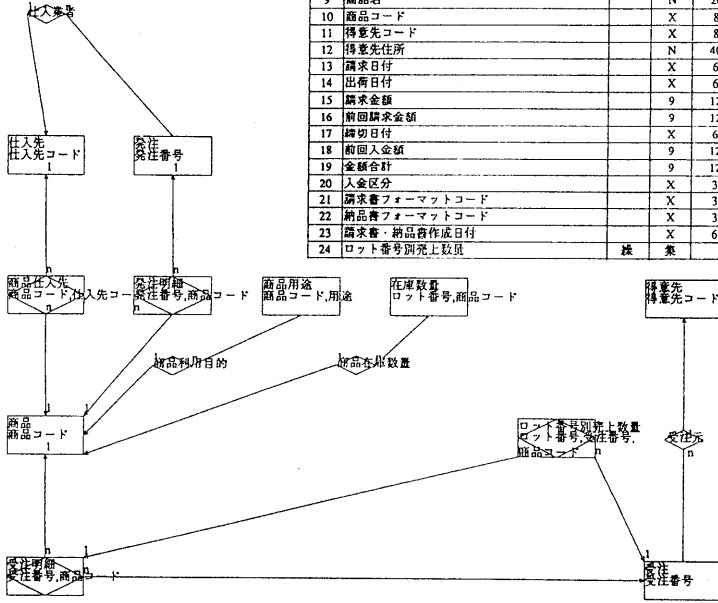 仕入業者
9 商品名 N 20
10 商品コード X 8
11 得意先コード X 8
12 得意先住所 N 40
13 請求日付 X 6
14 出荷日付 X 6
15 請求金額 9 12
16 前回請求金額 9 12
17 締切日付 X 6
18 前回入金額 9 12
19 金額合計 9 12
20 入金区分 X 3
21 請求書フォーマットコード X 3
22 納品書フォーマットコード X 3
23 請求書・納品書作成日付 X 6
24 ロット番号別売上数量 繰 集
仕入先
仕入先コード
1
発注
発注番号
1
n
n
商品仕入先
商品コード,仕入先コー
n
発注明細
発注番号,商品コード
n
商品用途
商品コード,用途
在庫数量
ロット番号,商品コード
得意先
得意先コード
商品利用目的
商品在庫数量
1
1
商品
商品コード
1
ロット番号別売上数量
ロット番号,受注番号,
商品コード
n
受注元
n
n
1
受注明細
受注番号,商品コード
n
1
受注
受注番号